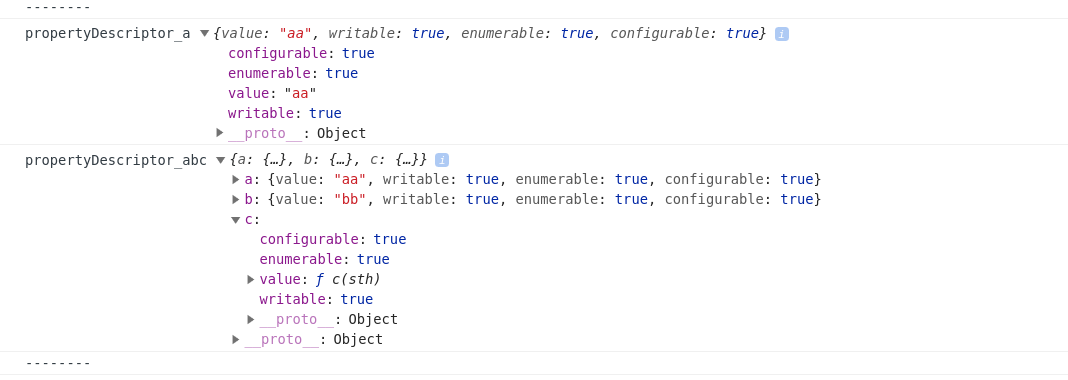 --------
propertyDescriptor_a ▼{value: "aa", writable: true, enumerable: true, configurable: true} i
configurable: true
enumerable: true
value: "aa"
writable: true
▶__proto__: Object
propertyDescriptor_abc ▼{a: {…}, b: {…}, c: {…}} i
▶a: {value: "aa", writable: true, enumerable: true, configurable: true}
▶b: {value: "bb", writable: true, enumerable: true, configurable: true}
▼c:
configurable: true
enumerable: true
▶value: ƒ c(sth)
writable: true
▶__proto__: Object
▶__proto__: Object
--------